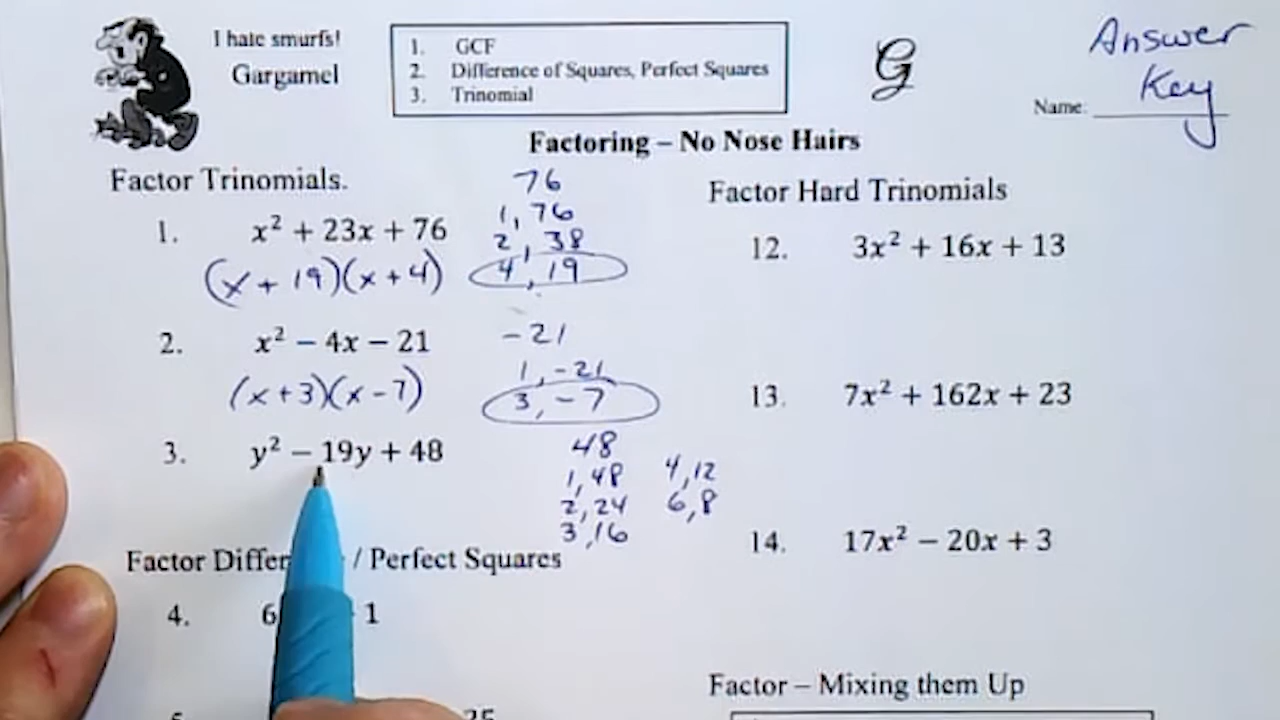 I hate smurfs!
Gargamel
1. GCF
2. Difference of Squares, Perfect Squares
3. Trinomial
G
Answer
Key
Name:
Factoring – No Nose Hairs
Factor Trinomials.
1. x² + 23x + 76
(x + 19)(x + 4)
76
1, 76
2, 38
4, 19
2. x² − 4x − 21
(x + 3)(x − 7)
−21
1, −21
3, −7
3. y² − 19y + 48
48
1, 48
2, 24
3, 16
4, 12
6, 8
Factor / Perfect Squares
4. 6 1
Factor Hard Trinomials
12. 3x² + 16x + 13
13. 7x² + 162x + 23
14. 17x² − 20x + 3
Factor – Mixing them Up